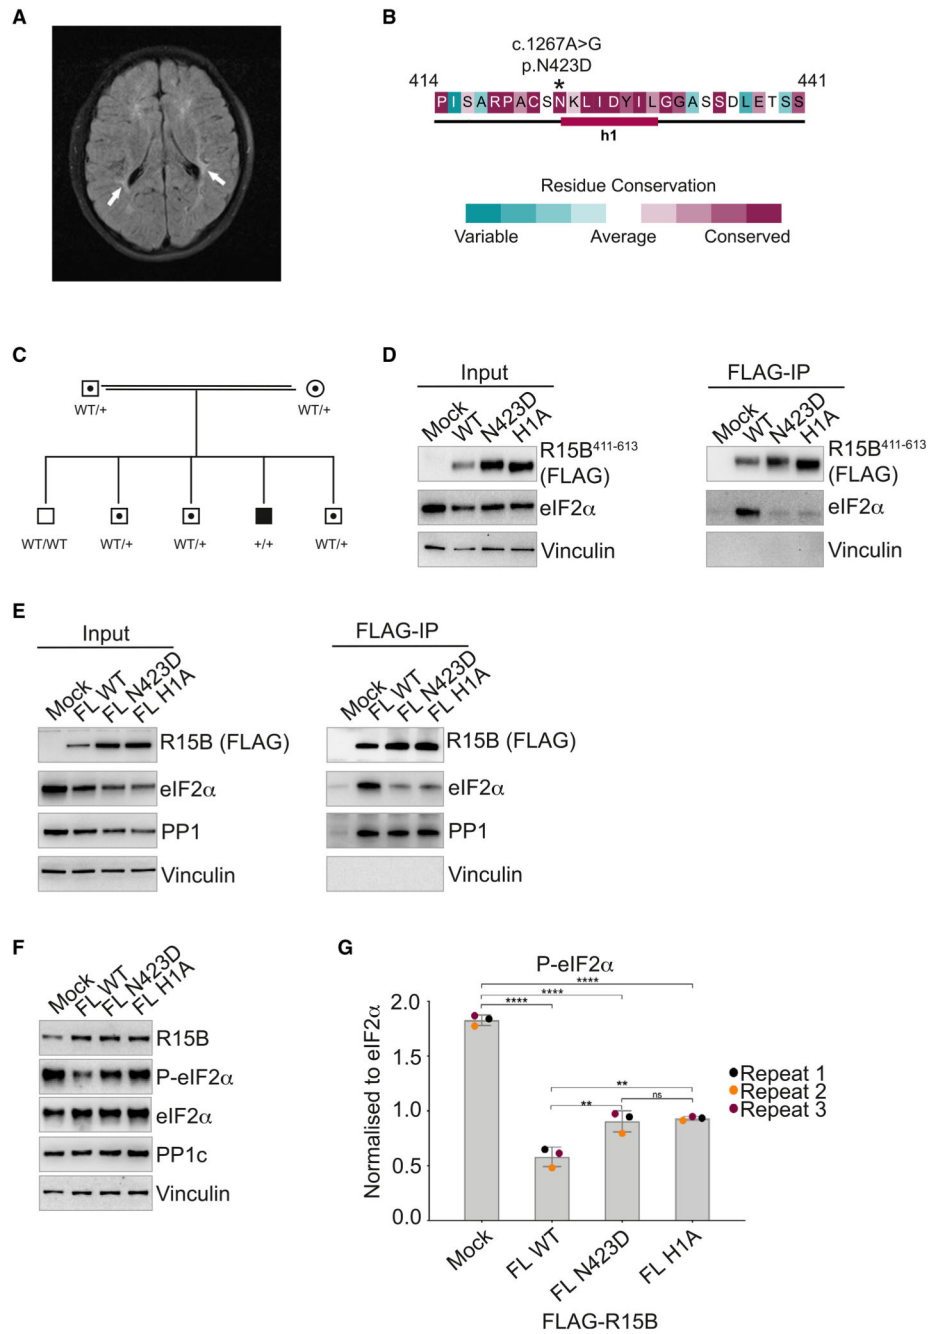 A
B
c.1267A>G
p.N423D
414
*
441
PISARPACSNKLIDYILGGASSDLETSS
h1
Residue Conservation
Variable Average Conserved
C
WT/+ WT/+
WT/WT WT/+ WT/+ +/+ WT/+
D
Input
Mock WT N423D H1A
R15B411-613
(FLAG)
eIF2α
Vinculin
FLAG-IP
Mock WT N423D H1A
R15B411-613
(FLAG)
eIF2α
Vinculin
E
Input
Mock FL WT FL N423D FL H1A
R15B (FLAG)
eIF2α
PP1
Vinculin
FLAG-IP
Mock FL WT FL N423D FL H1A
R15B (FLAG)
eIF2α
PP1
Vinculin
F
Mock FL WT FL N423D FL H1A
R15B
P-eIF2α
eIF2α
PP1c
Vinculin
G
P-eIF2α
****
****
****
**
** ns
Normalised to eIF2α
2.0
1.5
1.0
0.5
0.0
Repeat 1
Repeat 2
Repeat 3
Mock FL WT FL N423D FL H1A
FLAG-R15B